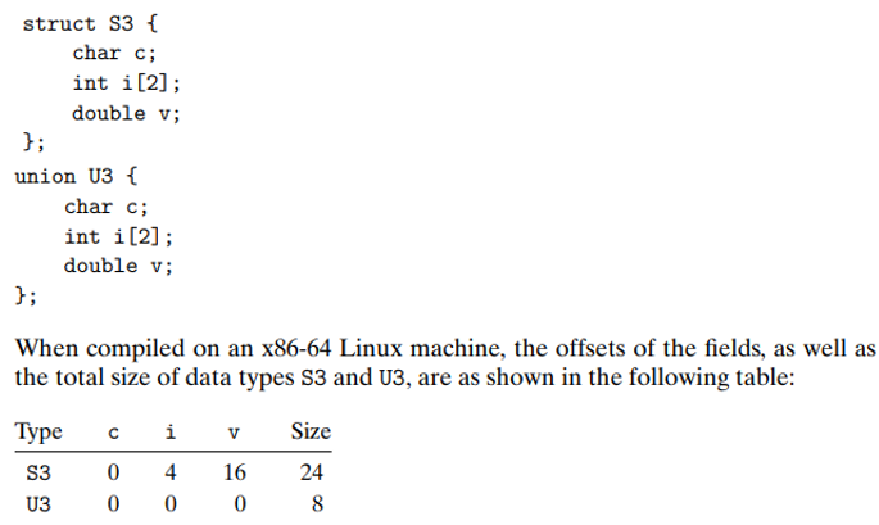 struct S3 {
    char c;
    int i[2];
    double v;
};
union U3 {
    char c;
    int i[2];
    double v;
};
When compiled on an x86-64 Linux machine, the offsets of the fields, as well as
the total size of data types S3 and U3, are as shown in the following table:
Type c i v Size
S3 0 4 16 24
U3 0 0 0 8